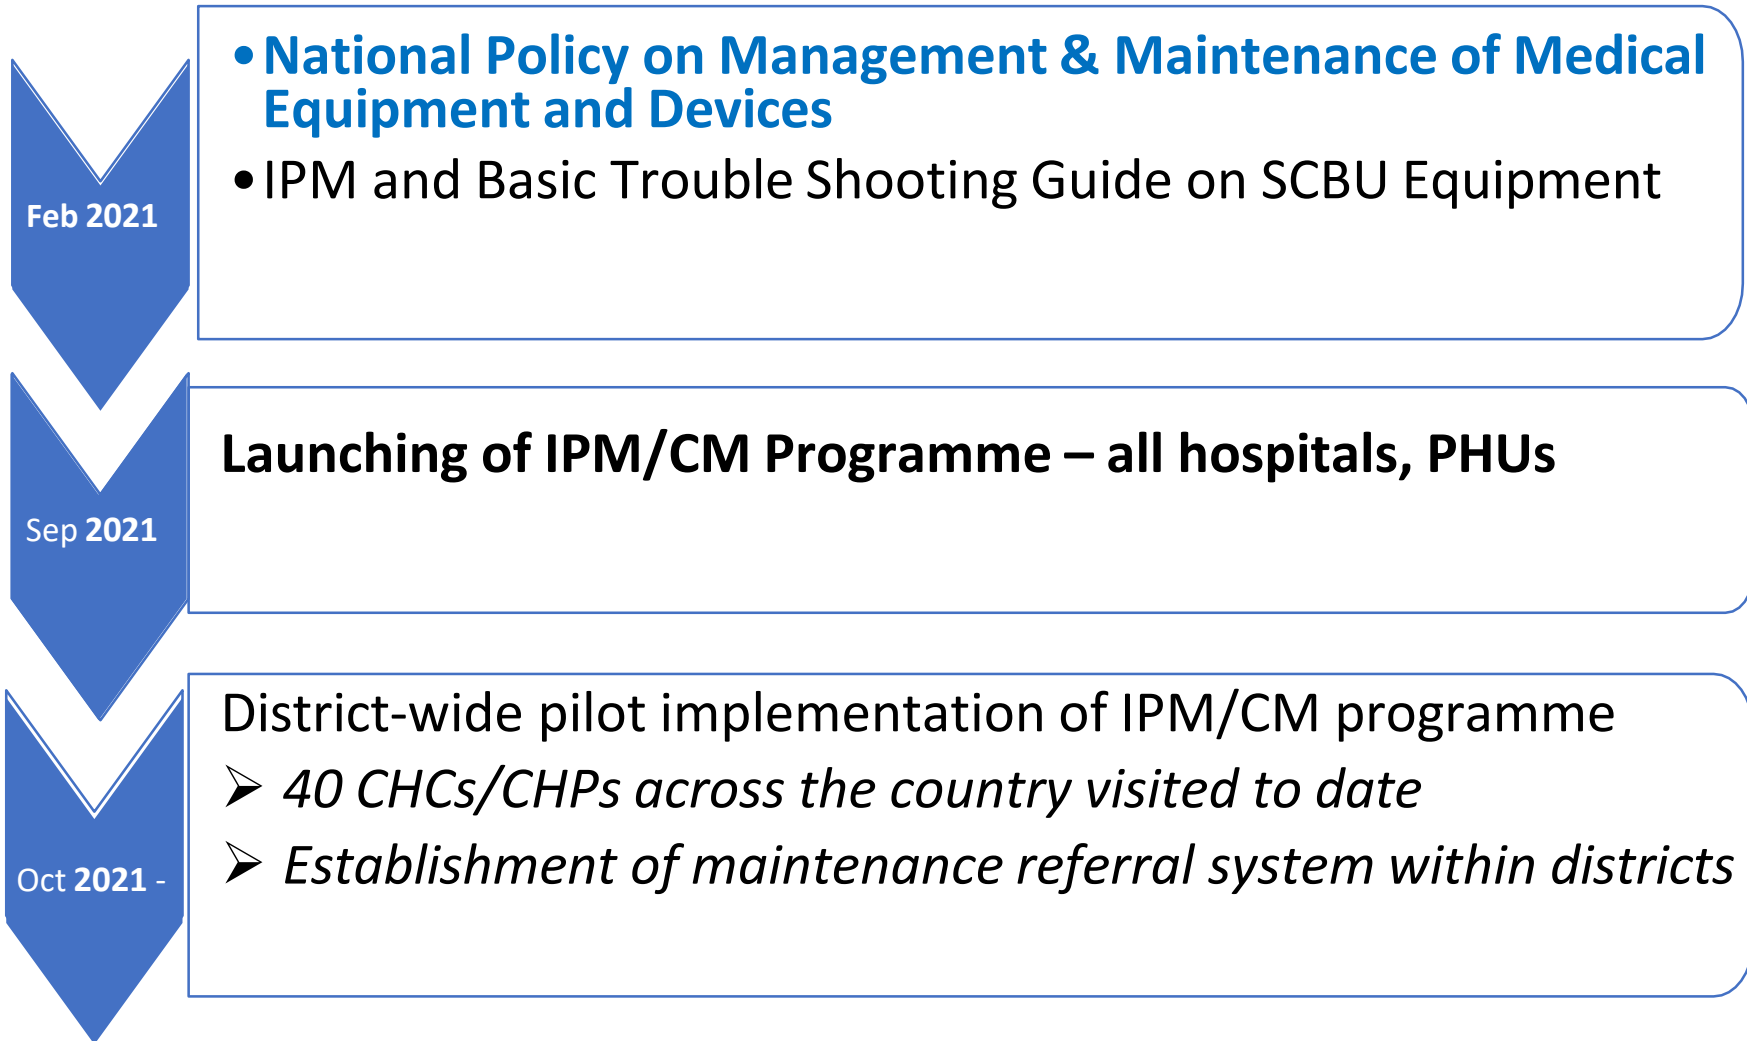 Feb 2021
•National Policy on Management & Maintenance of Medical
Equipment and Devices
•IPM and Basic Trouble Shooting Guide on SCBU Equipment
Sep 2021
Launching of IPM/CM Programme – all hospitals, PHUs
Oct 2021 -
District-wide pilot implementation of IPM/CM programme
➢ 40 CHCs/CHPs across the country visited to date
➢ Establishment of maintenance referral system within districts